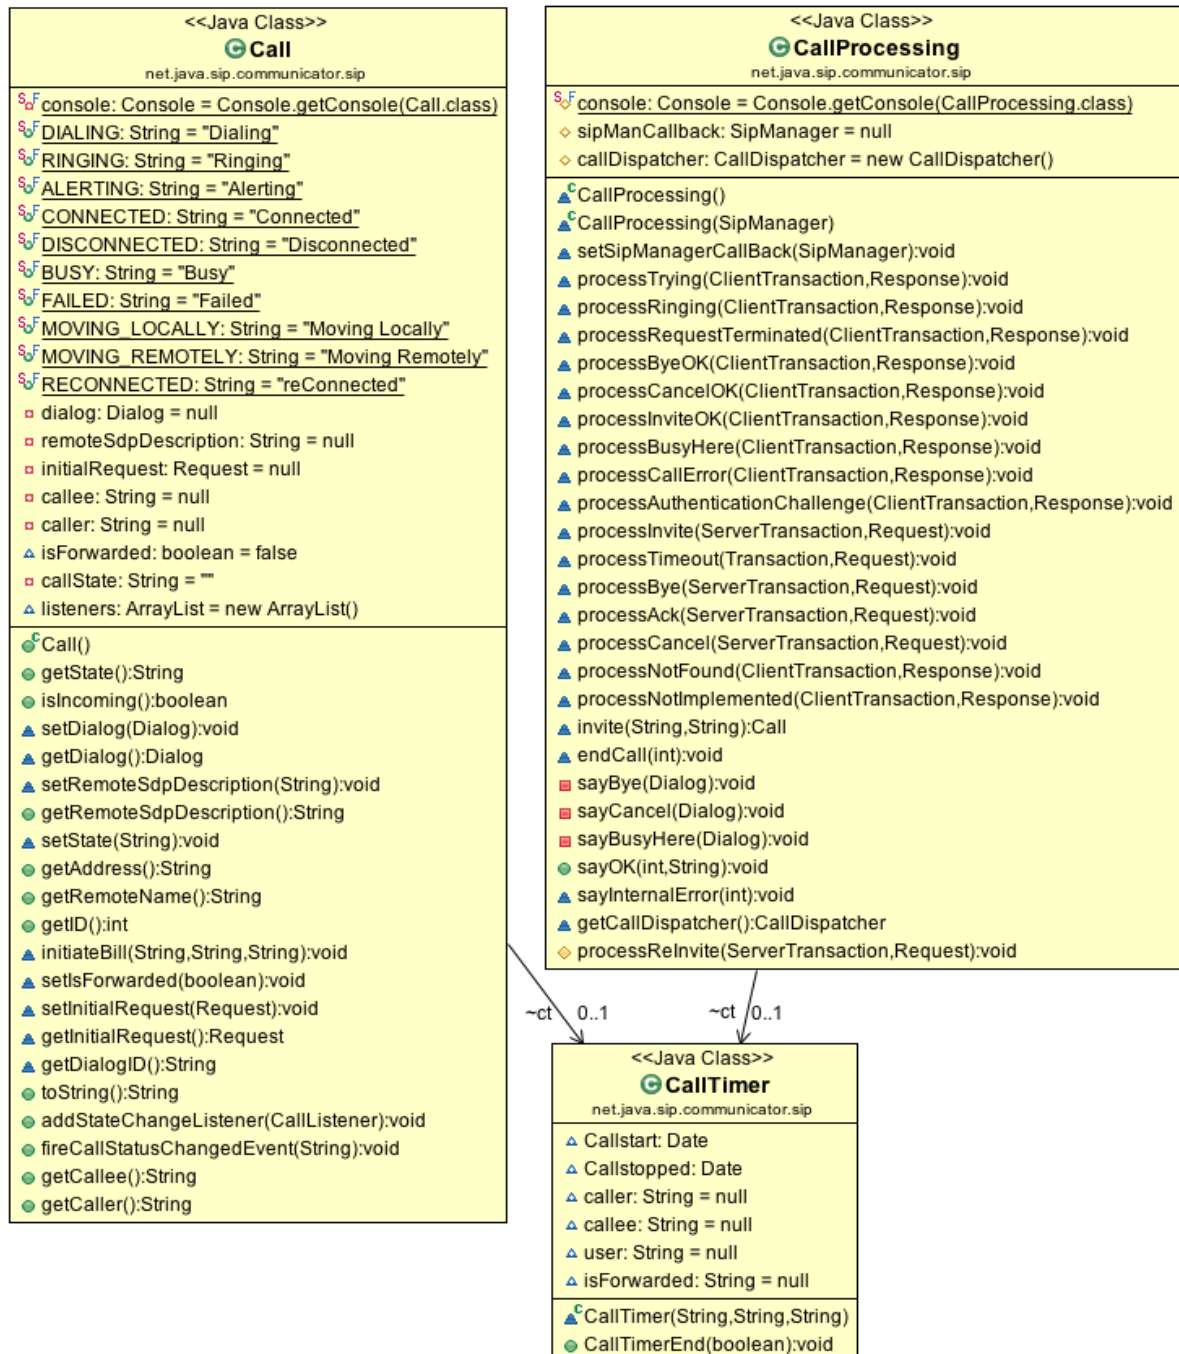 <<Java Class>>
Call
net.java.sip.communicator.sip
console: Console = Console.getConsole(Call.class)
DIALING: String = "Dialing"
RINGING: String = "Ringing"
ALERTING: String = "Alerting"
CONNECTED: String = "Connected"
DISCONNECTED: String = "Disconnected"
BUSY: String = "Busy"
FAILED: String = "Failed"
MOVING_LOCALLY: String = "Moving Locally"
MOVING_REMOTELY: String = "Moving Remotely"
RECONNECTED: String = "reConnected"
dialog: Dialog = null
remoteSdpDescription: String = null
initialRequest: Request = null
callee: String = null
caller: String = null
isForwarded: boolean = false
callState: String = ""
listeners: ArrayList = new ArrayList()
Call()
getState():String
isIncoming():boolean
setDialog(Dialog):void
getDialog():Dialog
setRemoteSdpDescription(String):void
getRemoteSdpDescription():String
setState(String):void
getAddress():String
getRemoteName():String
getID():int
initiateBill(String,String,String):void
setIsForwarded(boolean):void
setInitialRequest(Request):void
getInitialRequest():Request
getDialogID():String
toString():String
addStateChangeListener(CallListener):void
fireCallStatusChangedEvent(String):void
getCallee():String
getCaller():String
<<Java Class>>
CallProcessing
net.java.sip.communicator.sip
console: Console = Console.getConsole(CallProcessing.class)
sipManCallback: SipManager = null
callDispatcher: CallDispatcher = new CallDispatcher()
CallProcessing()
CallProcessing(SipManager)
setSipManagerCallBack(SipManager):void
processTrying(ClientTransaction,Response):void
processRinging(ClientTransaction,Response):void
processRequestTerminated(ClientTransaction,Response):void
processByeOK(ClientTransaction,Response):void
processCancelOK(ClientTransaction,Response):void
processInviteOK(ClientTransaction,Response):void
processBusyHere(ClientTransaction,Response):void
processCallError(ClientTransaction,Response):void
processAuthenticationChallenge(ClientTransaction,Response):void
processInvite(ServerTransaction,Request):void
processTimeout(Transaction,Request):void
processBye(ServerTransaction,Request):void
processAck(ServerTransaction,Request):void
processCancel(ServerTransaction,Request):void
processNotFound(ClientTransaction,Response):void
processNotImplemented(ClientTransaction,Response):void
invite(String,String):Call
endCall(int):void
sayBye(Dialog):void
sayCancel(Dialog):void
sayBusyHere(Dialog):void
sayOK(int,String):void
sayInternalError(int):void
getCallDispatcher():CallDispatcher
processReInvite(ServerTransaction,Request):void
~ct 0..1
~ct 0..1
<<Java Class>>
CallTimer
net.java.sip.communicator.sip
Callstart: Date
Callstopped: Date
caller: String = null
callee: String = null
user: String = null
isForwarded: String = null
CallTimer(String,String,String)
CallTimerEnd(boolean):void